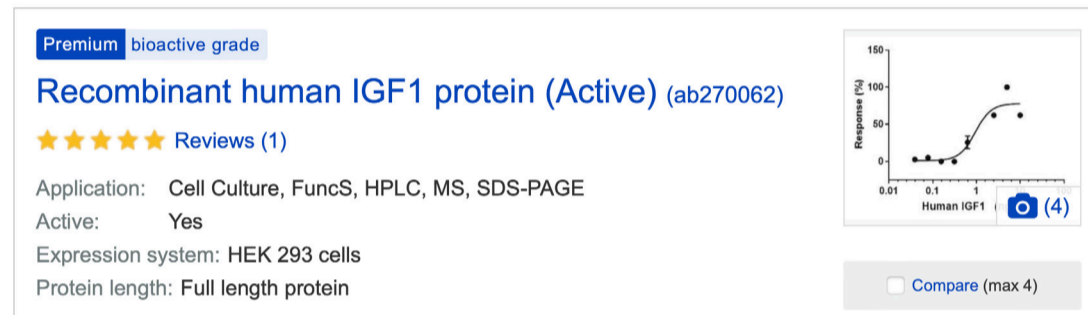 Premium bioactive grade
Recombinant human IGF1 protein (Active) (ab270062)
Reviews (1)
Application: Cell Culture, FuncS, HPLC, MS, SDS-PAGE
Active: Yes
Expression system: HEK 293 cells
Protein length: Full length protein
150
100
50
0
Response (%)
0.01 0.1 1
Human IGF1
(4)
Compare (max 4)